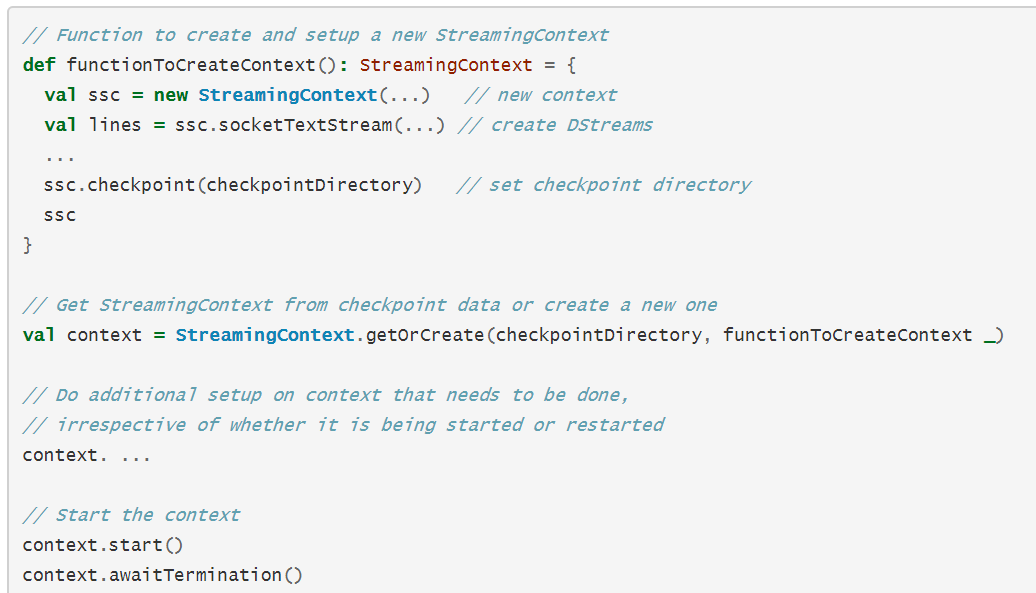 // Function to create and setup a new StreamingContext
def functionToCreateContext(): StreamingContext = {
  val ssc = new StreamingContext(...)   // new context
  val lines = ssc.socketTextStream(...) // create DStreams
  ...
  ssc.checkpoint(checkpointDirectory)   // set checkpoint directory
  ssc
}

// Get StreamingContext from checkpoint data or create a new one
val context = StreamingContext.getOrCreate(checkpointDirectory, functionToCreateContext _)

// Do additional setup on context that needs to be done,
// irrespective of whether it is being started or restarted
context. ...

// Start the context
context.start()
context.awaitTermination()